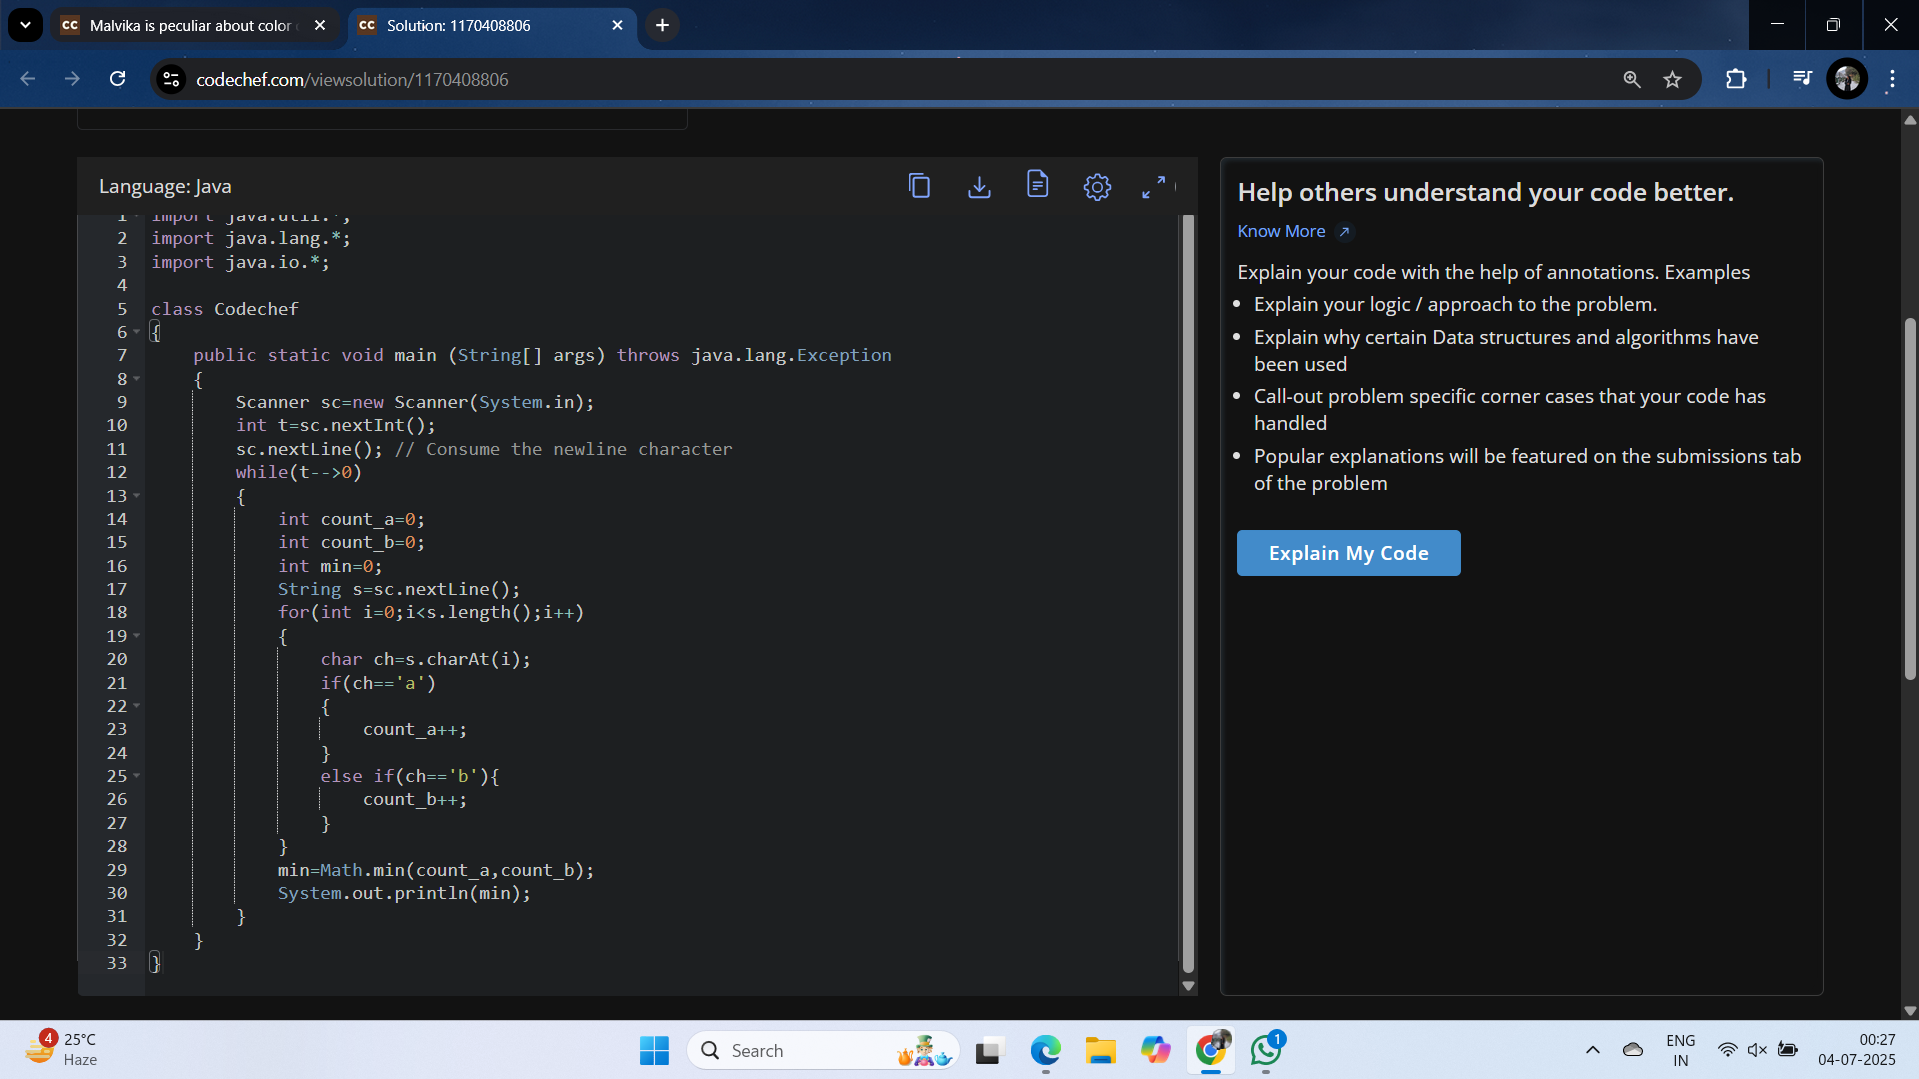 Malvika is peculiar about color
Solution: 1170408806
codechef.com/viewsolution/1170408806
Language: Java
1 import java.util.*;
2 import java.lang.*;
3 import java.io.*;
4
5 class Codechef
6 {
7 public static void main (String[] args) throws java.lang.Exception
8 {
9 Scanner sc=new Scanner(System.in);
10 int t=sc.nextInt();
11 sc.nextLine(); // Consume the newline character
12 while(t-->0)
13 {
14 int count_a=0;
15 int count_b=0;
16 int min=0;
17 String s=sc.nextLine();
18 for(int i=0;i<s.length();i++)
19 {
20 char ch=s.charAt(i);
21 if(ch=='a')
22 {
23 count_a++;
24 }
25 else if(ch=='b'){
26 count_b++;
27 }
28 }
29 min=Math.min(count_a,count_b);
30 System.out.println(min);
31 }
32 }
33 }
Help others understand your code better.
Know More
Explain your code with the help of annotations. Examples
• Explain your logic / approach to the problem.
• Explain why certain Data structures and algorithms have
been used
• Call-out problem specific corner cases that your code has
handled
• Popular explanations will be featured on the submissions tab
of the problem
Explain My Code
4
25°C
Haze
Search
1
ENG
IN
00:27
04-07-2025